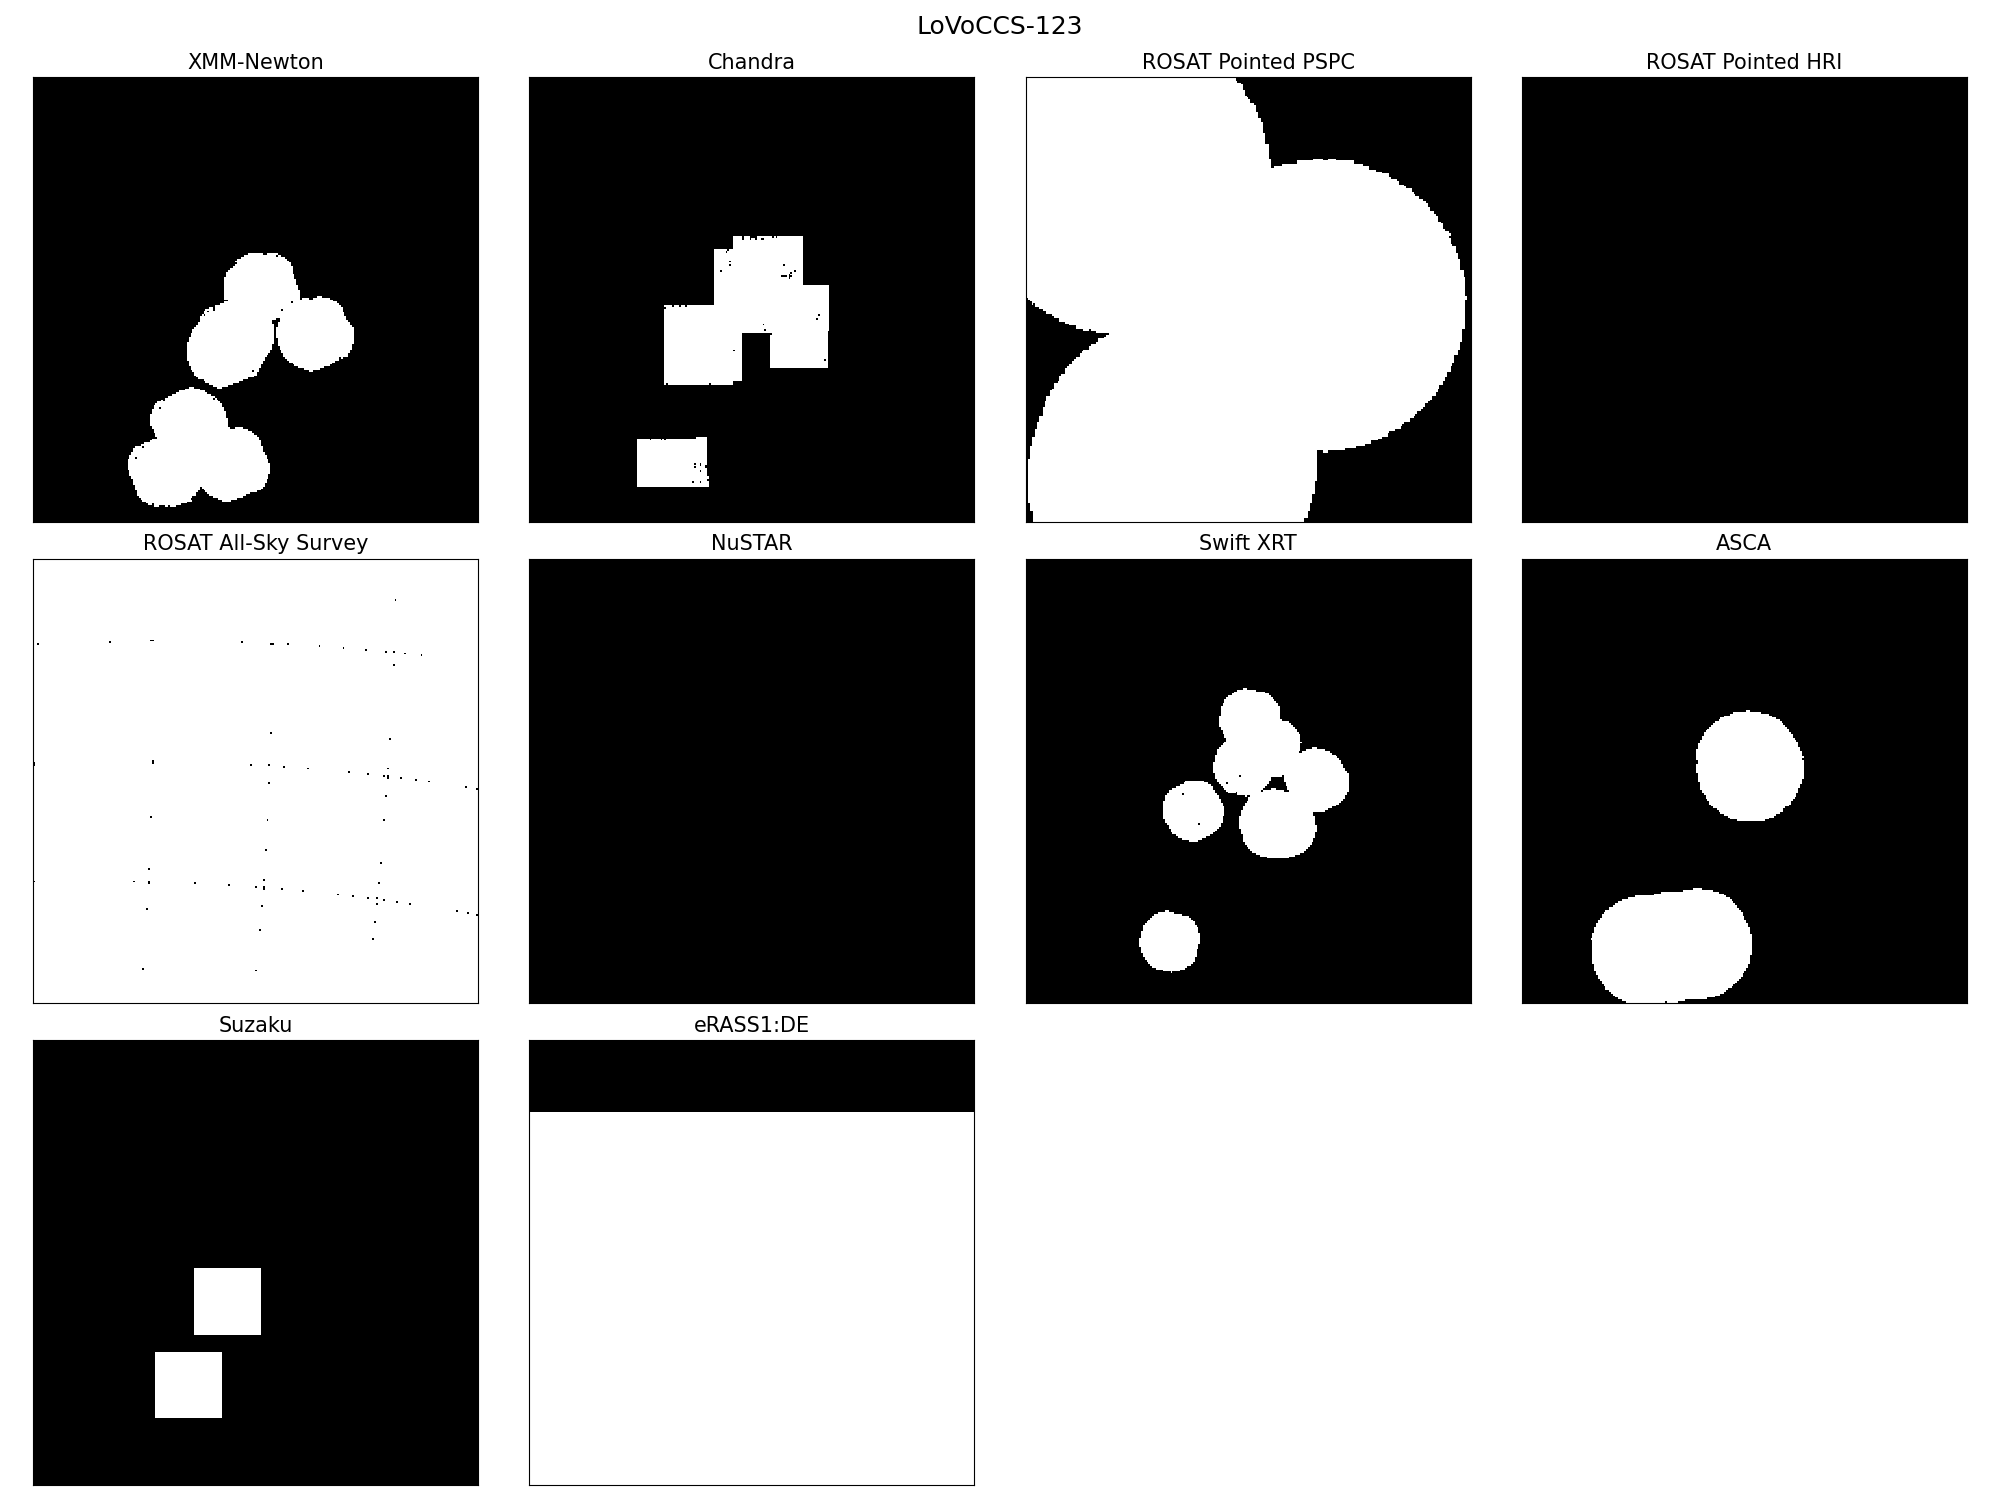 LoVoCCS-123
XMM-Newton
Chandra
ROSAT Pointed PSPC
ROSAT Pointed HRI
ROSAT All-Sky Survey
NuSTAR
Swift XRT
ASCA
Suzaku
eRASS1:DE